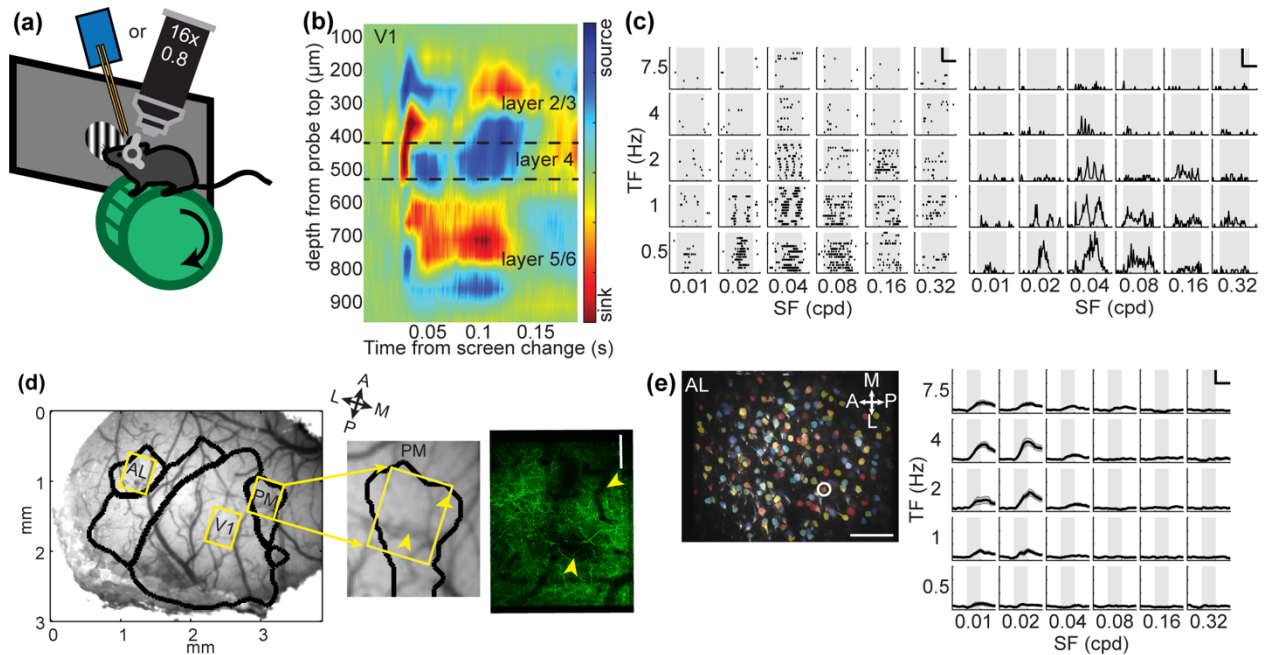 (a)
or
16x
0.8
(b)
V1
depth from probe top (µm)
100
200
300
400
500
600
700
800
900
layer 2/3
layer 4
layer 5/6
source
sink
0.05 0.1 0.15
Time from screen change (s)
(c)
TF (Hz)
7.5
4
2
1
0.5
0.01 0.02 0.04 0.08 0.16 0.32
SF (cpd)
0.01 0.02 0.04 0.08 0.16 0.32
SF (cpd)
(d)
0
1
2
3
mm
0 1 2 3
mm
AL
V1
PM
A
L M
P
PM
(e)
AL
M
A P
L
TF (Hz)
7.5
4
2
1
0.5
0.01 0.02 0.04 0.08 0.16 0.32
SF (cpd)